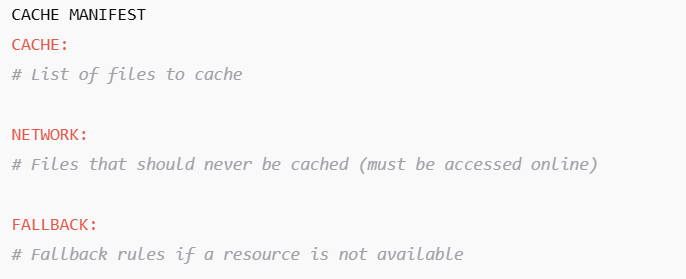 CACHE MANIFEST
CACHE:
# List of files to cache
NETWORK:
# Files that should never be cached (must be accessed online)
FALLBACK:
# Fallback rules if a resource is not available